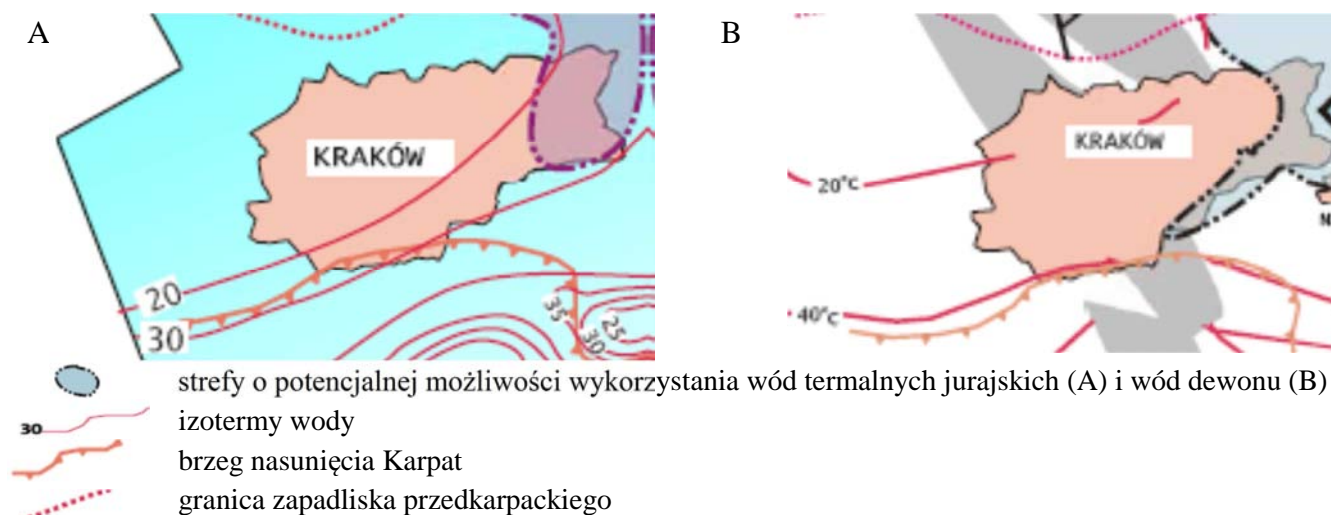 A
B
KRAKÓW
KRAKÓW
20°C
20
30
35
30
25
40°C
N
strefy o potencjalnej możliwości wykorzystania wód termalnych jurajskich (A) i wód dewonu (B)
30
izotermy wody
brzeg nasunięcia Karpat
granica zapadliska przedkarpackiego